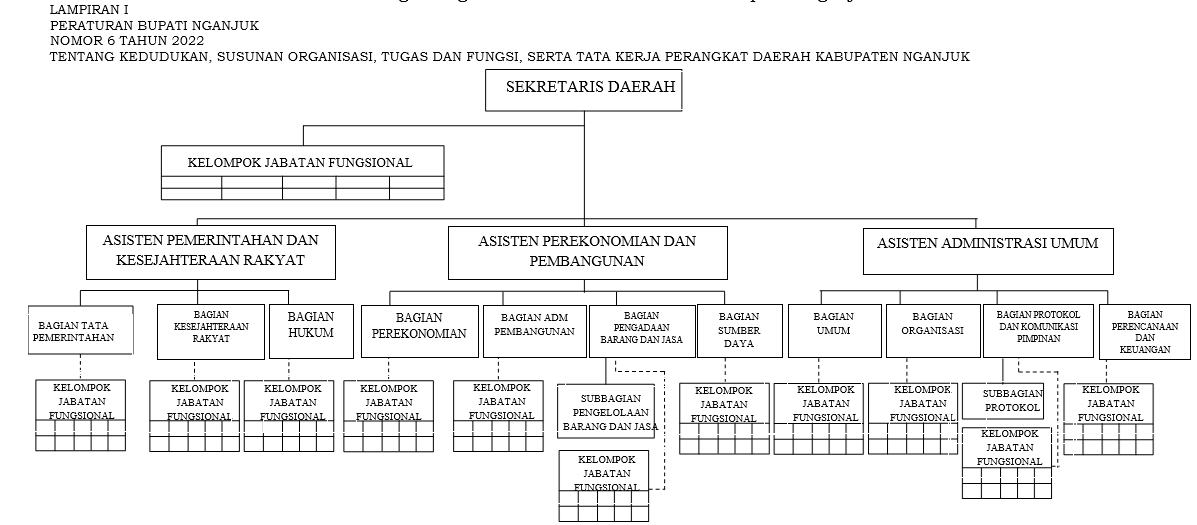 LAMPIRAN I
PERATURAN BUPATI NGANJUK
NOMOR 6 TAHUN 2022
TENTANG KEDUDUKAN, SUSUNAN ORGANISASI, TUGAS DAN FUNGSI, SERTA TATA KERJA PERANGKAT DAERAH KABUPATEN NGANJUK
SEKRETARIS DAERAH
KELOMPOK JABATAN FUNGSIONAL
ASISTEN PEMERINTAHAN DAN
KESEJAHTERAAN RAKYAT
ASISTEN PEREKONOMIAN DAN
PEMBANGUNAN
ASISTEN ADMINISTRASI UMUM
BAGIAN TATA
PEMERINTAHAN
BAGIAN
KESEJAHTERAAN
RAKYAT
BAGIAN
HUKUM
BAGIAN
PEREKONOMIAN
BAGIAN ADM
PEMBANGUNAN
BAGIAN
PENGADAAN
BARANG DAN JASA
BAGIAN
SUMBER
DAYA
BAGIAN
UMUM
BAGIAN
ORGANISASI
BAGIAN PROTOKOL
DAN KOMUNIKASI
PIMPINAN
BAGIAN
PERENCANAAN
DAN
KEUANGAN
KELOMPOK
JABATAN
FUNGSIONAL
KELOMPOK
JABATAN
FUNGSIONAL
KELOMPOK
JABATAN
FUNGSIONAL
KELOMPOK
JABATAN
FUNGSIONAL
KELOMPOK
JABATAN
FUNGSIONAL
SUBBAGIAN
PENGELOLAAN
BARANG DAN JASA
KELOMPOK
JABATAN
FUNGSIONAL
KELOMPOK
JABATAN
FUNGSIONAL
KELOMPOK
JABATAN
FUNGSIONAL
KELOMPOK
JABATAN
FUNGSIONAL
SUBBAGIAN
PROTOKOL
KELOMPOK
JABATAN
FUNGSIONAL
KELOMPOK
JABATAN
FUNGSIONAL